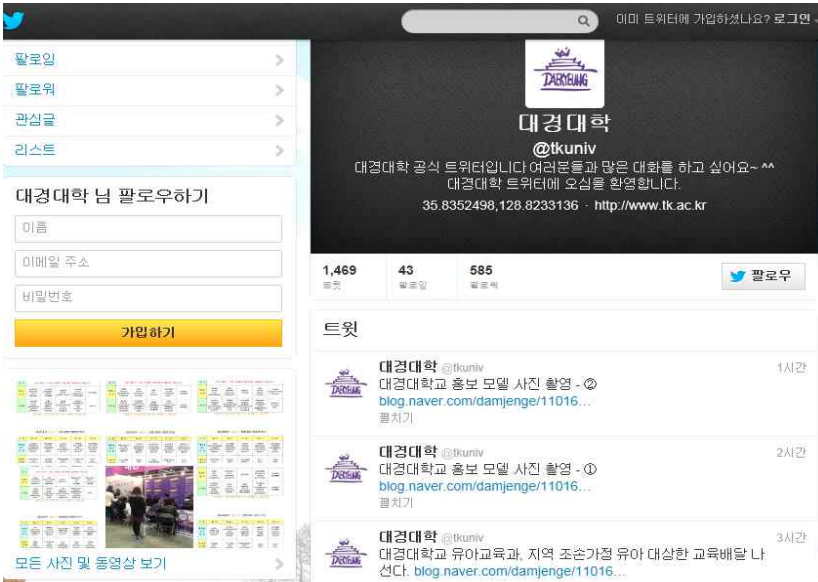 이미 트위터에 가입하셨나요? 로그인
팔로잉
팔로워
관심글
리스트
대경대학 님 팔로우하기
이름
이메일 주소
비밀번호
가입하기
모든 사진 및 동영상 보기
DAEKYEUNG
대경대학
@tkuniv
대경대학 공식 트위터입니다 여러분들과 많은 대화를 하고 싶어요~ ^^
대경대학 트위터에 오심을 환영합니다.
35.8352498,128.8233136 · http://www.tk.ac.kr
1,469 43 585
트윗 팔로잉 팔로워
팔로우
트윗
대경대학 @tkuniv 1시간
대경대학교 홍보 모델 사진 촬영 - ②
blog.naver.com/damjenge/11016...
펼치기
대경대학 @tkuniv 2시간
대경대학교 홍보 모델 사진 촬영 - ①
blog.naver.com/damjenge/11016...
펼치기
대경대학 @tkuniv 3시간
대경대학교 유아교육과, 지역 조손가정 유아 대상한 교육배달 나
선다. blog.naver.com/damjenge/11016...